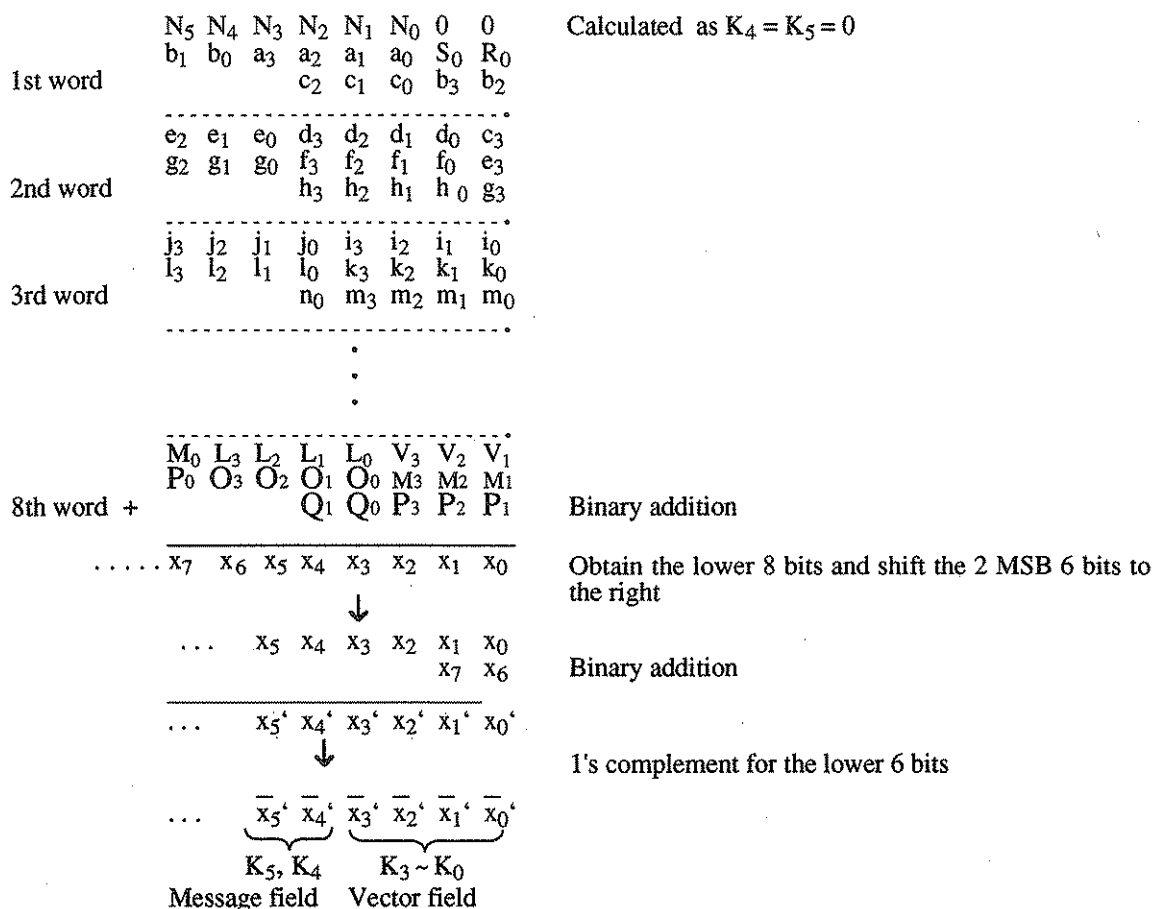 N₅ N₄ N₃ N₂ N₁ N₀ 0 0 Calculated as K₄ = K₅ = 0
b₁ b₀ a₃ a₂ a₁ a₀ S₀ R₀
1st word c₂ c₁ c₀ b₃ b₂
e₂ e₁ e₀ d₃ d₂ d₁ d₀ c₃
g₂ g₁ g₀ f₃ f₂ f₁ f₀ e₃
2nd word h₃ h₂ h₁ h₀ g₃
j₃ j₂ j₁ j₀ i₃ i₂ i₁ i₀
l₃ l₂ l₁ l₀ k₃ k₂ k₁ k₀
3rd word n₀ m₃ m₂ m₁ m₀
M₀ L₃ L₂ L₁ L₀ V₃ V₂ V₁
P₀ O₃ O₂ O₁ O₀ M₃ M₂ M₁
8th word + Q₁ Q₀ P₃ P₂ P₁ Binary addition
. . . . . x₇ x₆ x₅ x₄ x₃ x₂ x₁ x₀ Obtain the lower 8 bits and shift the 2 MSB 6 bits to
the right
. . . x₅ x₄ x₃ x₂ x₁ x₀
x₇ x₆ Binary addition
. . . x₅‘ x₄‘ x₃‘ x₂‘ x₁‘ x₀‘
1's complement for the lower 6 bits
. . . x̅₅‘ x̅₄‘ x̅₃‘ x̅₂‘ x̅₁‘ x̅₀‘
K₅, K₄ K₃ ~ K₀
Message field Vector field